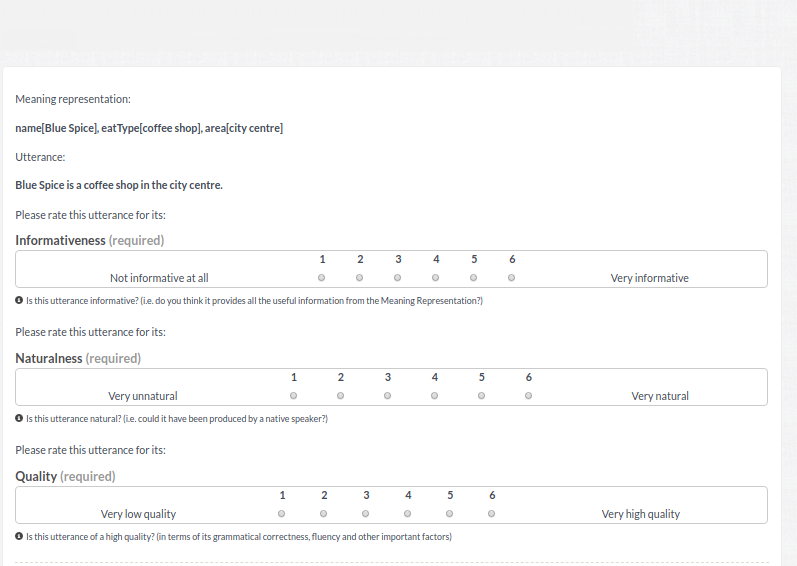 Meaning representation:
name[Blue Spice], eatType[coffee shop], area[city centre]
Utterance:
Blue Spice is a coffee shop in the city centre.
Please rate this utterance for its:
Informativeness (required)
1 2 3 4 5 6
Not informative at all Very informative
Is this utterance informative? (i.e. do you think it provides all the useful information from the Meaning Representation?)
Please rate this utterance for its:
Naturalness (required)
1 2 3 4 5 6
Very unnatural Very natural
Is this utterance natural? (i.e. could it have been produced by a native speaker?)
Please rate this utterance for its:
Quality (required)
1 2 3 4 5 6
Very low quality Very high quality
Is this utterance of a high quality? (in terms of its grammatical correctness, fluency and other important factors)